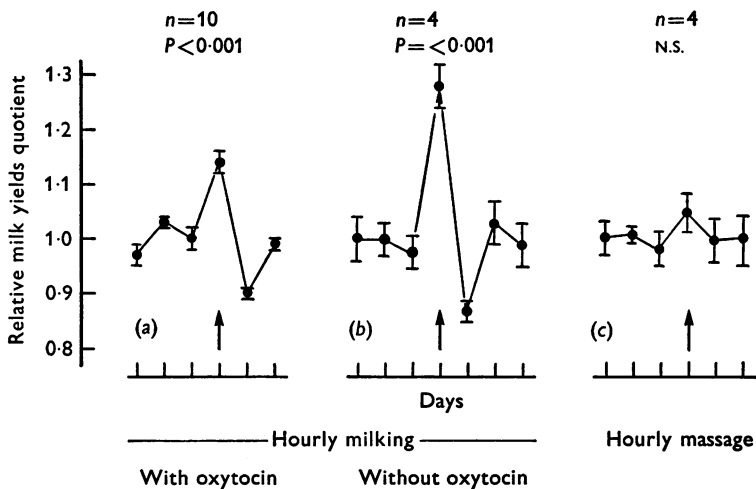 n=10
P<0·001
n=4
P=<0·001
n=4
N.S.
Relative milk yields quotient
1·3
1·2
1·1
1·0
0·9
0·8
(a)
(b)
(c)
Days
Hourly milking
Hourly massage
With oxytocin
Without oxytocin